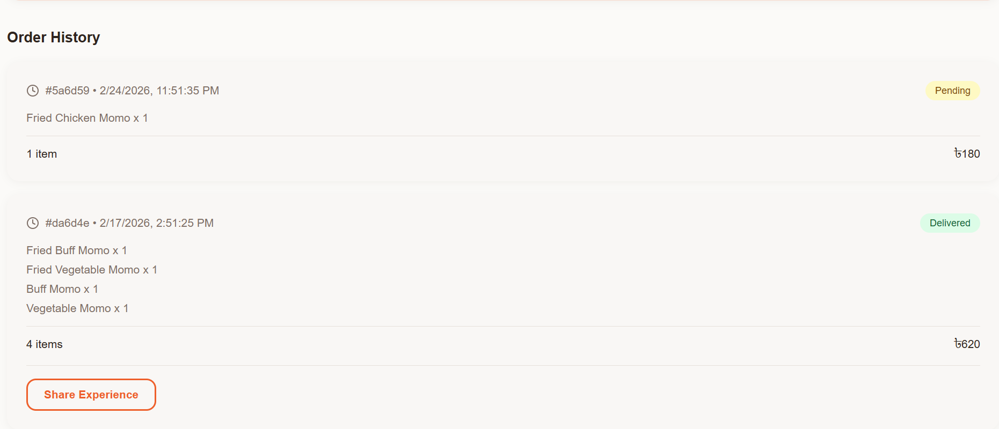 Order History
#5a6d59 • 2/24/2026, 11:51:35 PM
Pending
Fried Chicken Momo x 1
1 item
৳180
#da6d4e • 2/17/2026, 2:51:25 PM
Delivered
Fried Buff Momo x 1
Fried Vegetable Momo x 1
Buff Momo x 1
Vegetable Momo x 1
4 items
৳620
Share Experience